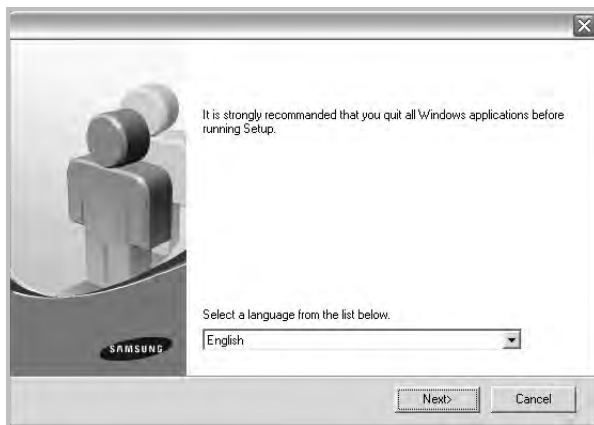 It is strongly recommanded that you quit all Windows applications before
running Setup.
Select a language from the list below.
English
SAMSUNG
Next>
Cancel